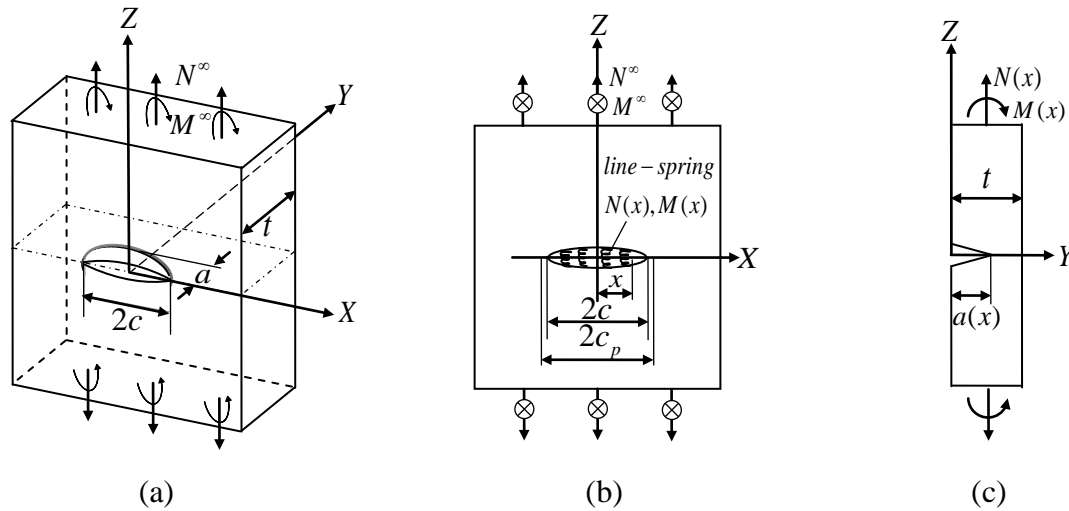 Z
N^∞
Y
M^∞
t
a
X
2c
(a)
Z
N^∞
M^∞
line-spring
N(x), M(x)
X
x
2c
2c_p
(b)
Z
N(x)
M(x)
t
Y
a(x)
(c)